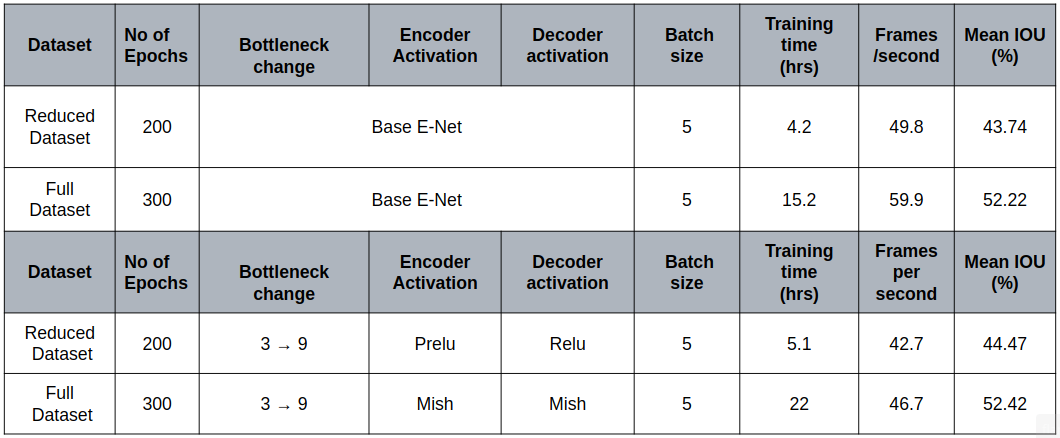 Dataset No of Epochs Bottleneck change Encoder Activation Decoder activation Batch size Training time (hrs) Frames /second Mean IOU (%)
Reduced Dataset 200 Base E-Net 5 4.2 49.8 43.74
Full Dataset 300 Base E-Net 5 15.2 59.9 52.22
Dataset No of Epochs Bottleneck change Encoder Activation Decoder activation Batch size Training time (hrs) Frames per second Mean IOU (%)
Reduced Dataset 200 3 → 9 Prelu Relu 5 5.1 42.7 44.47
Full Dataset 300 3 → 9 Mish Mish 5 22 46.7 52.42